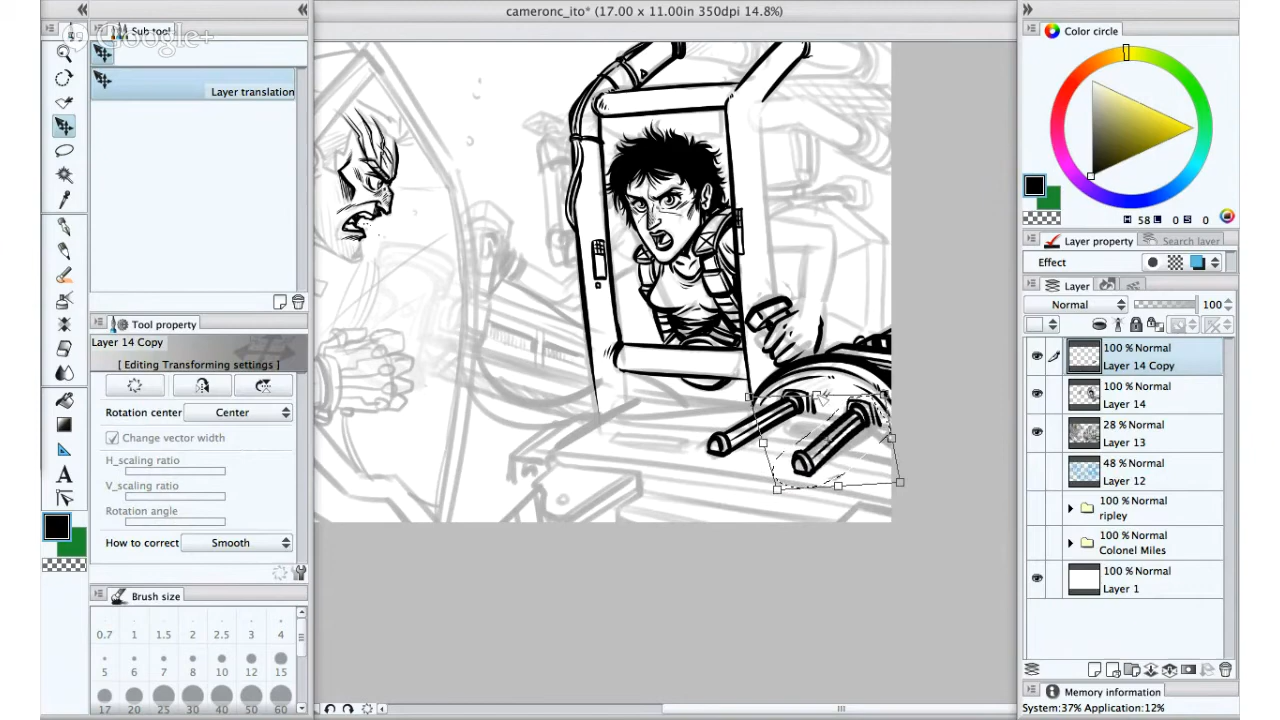 cameronc_ito* (17.00 x 11.00in 350dpi 14.8%)
Google+
Sub tool
Layer translation
Tool property
Layer 14 Copy
[ Editing Transforming settings ]
Rotation center
Center
Change vector width
H_scaling ratio
V_scaling ratio
Rotation angle
How to correct
Smooth
Brush size
0.7 1 1.5 2 2.5 3 4
5 6 7 8 10 12 15
17 20 25 30 40 50 60
Color circle
H 58 L 0 S 0
Layer property
Search layer
Effect
Layer
Normal
100
100 % Normal
Layer 14 Copy
100 % Normal
Layer 14
28 % Normal
Layer 13
48 % Normal
Layer 12
100 % Normal
ripley
100 % Normal
Colonel Miles
100 % Normal
Layer 1
Memory information
System:37% Application:12%